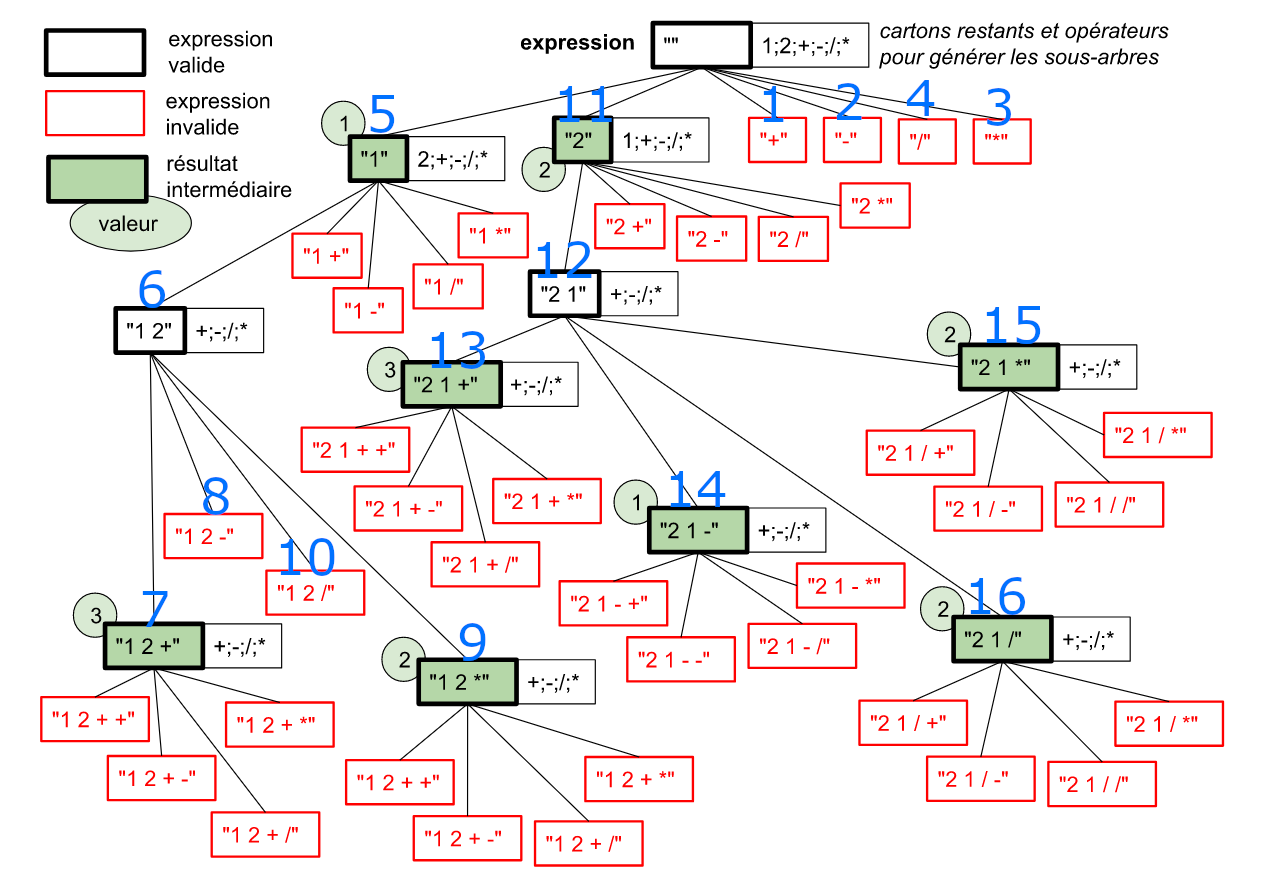 expression
valide
expression
invalide
résultat
intermédiaire
valeur
expression
""
1;2;+;-;/;*
cartons restants et opérateurs
pour générer les sous-arbres
1
5
"1"
2;+;-;/;*
11
"2"
1;+;-;/;*
2
1
"+"
2
"-"
4
"/"
3
"*"
"1 +"
"1 -"
"1 /"
"1 *"
"2 +"
"2 -"
"2 /"
"2 *"
6
"1 2"
+;-;/;*
12
"2 1"
+;-;/;*
3
13
"2 1 +"
+;-;/;*
2
15
"2 1 *"
+;-;/;*
"2 1 + +"
"2 1 + -"
"2 1 + /"
"2 1 + *"
"2 1 / +"
"2 1 / -"
"2 1 / /"
"2 1 / *"
8
"1 2 -"
10
"1 2 /"
1
14
"2 1 -"
+;-;/;*
"2 1 - +"
"2 1 - -"
"2 1 - /"
"2 1 - *"
3
7
"1 2 +"
+;-;/;*
2
9
"1 2 *"
+;-;/;*
2
16
"2 1 /"
+;-;/;*
"1 2 + +"
"1 2 + -"
"1 2 + /"
"1 2 + *"
"1 2 + +"
"1 2 + -"
"1 2 + /"
"1 2 + *"
"2 1 / +"
"2 1 / -"
"2 1 / /"
"2 1 / *"